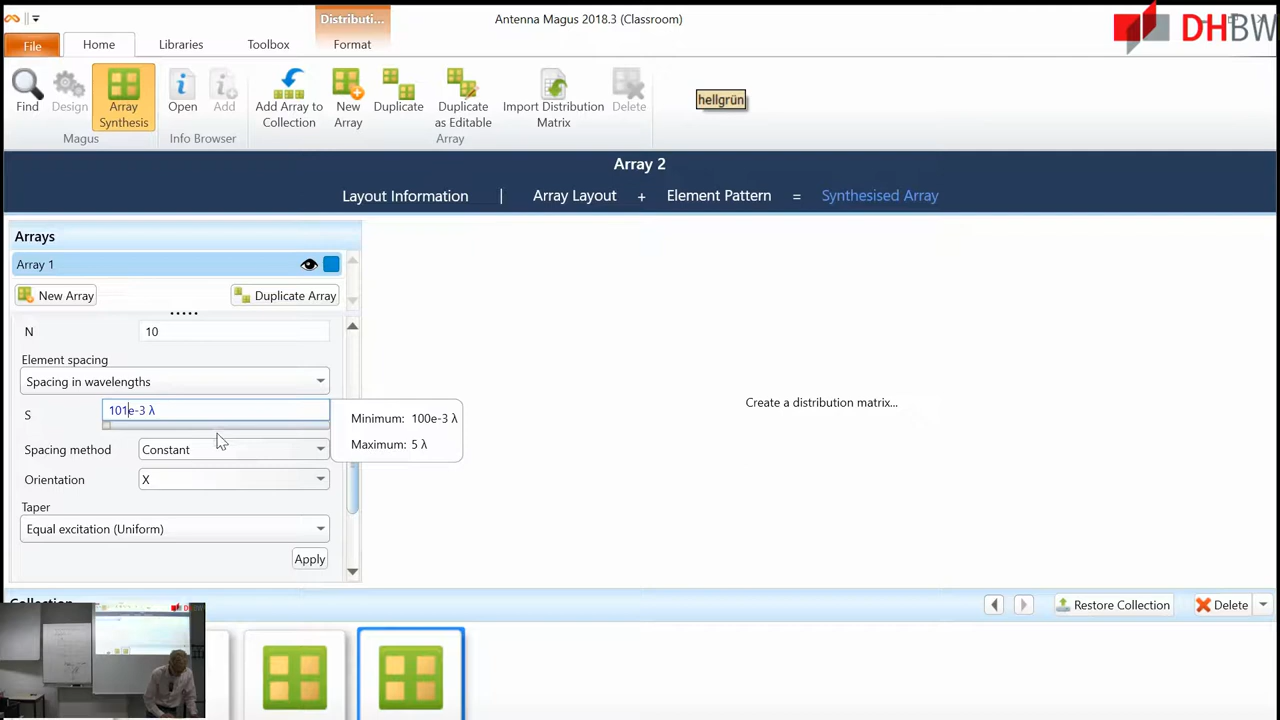 Distributi...
Antenna Magus 2018.3 (Classroom)
DHBW
File
Home
Libraries
Toolbox
Format
Find
Design
Array Synthesis
Open
Add
Add Array to Collection
New Array
Duplicate
Duplicate as Editable
Import Distribution Matrix
Delete
hellgrün
Magus
Info Browser
Array
Array 2
Layout Information | Array Layout + Element Pattern = Synthesised Array
Arrays
Array 1
New Array
Duplicate Array
N 10
Element spacing
Spacing in wavelengths
S 101e-3 λ
Minimum: 100e-3 λ
Maximum: 5 λ
Create a distribution matrix...
Spacing method Constant
Orientation X
Taper
Equal excitation (Uniform)
Apply
Collection
Restore Collection
Delete